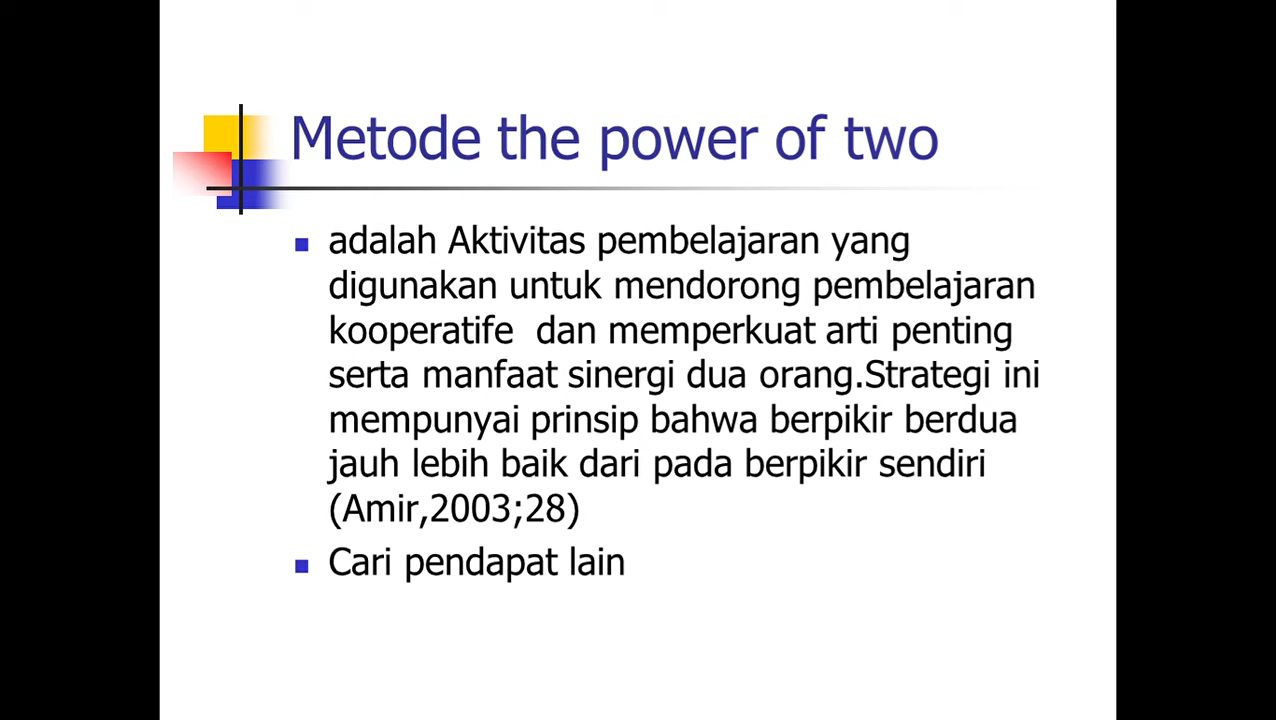 Metode the power of two
adalah Aktivitas pembelajaran yang
digunakan untuk mendorong pembelajaran
kooperatife  dan memperkuat arti penting
serta manfaat sinergi dua orang.Strategi ini
mempunyai prinsip bahwa berpikir berdua
jauh lebih baik dari pada berpikir sendiri
(Amir,2003;28)
Cari pendapat lain